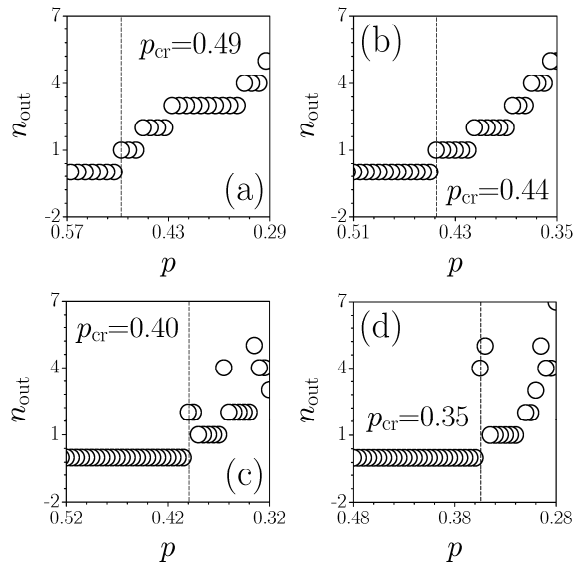 7
4
1
-2
n_out
p_cr=0.49
(a)
0.57
0.43
0.29
p
7
4
1
-2
n_out
(b)
p_cr=0.44
0.51
0.43
0.35
p
7
4
1
-2
n_out
p_cr=0.40
(c)
0.52
0.42
0.32
p
7
4
1
-2
n_out
(d)
p_cr=0.35
0.48
0.38
0.28
p